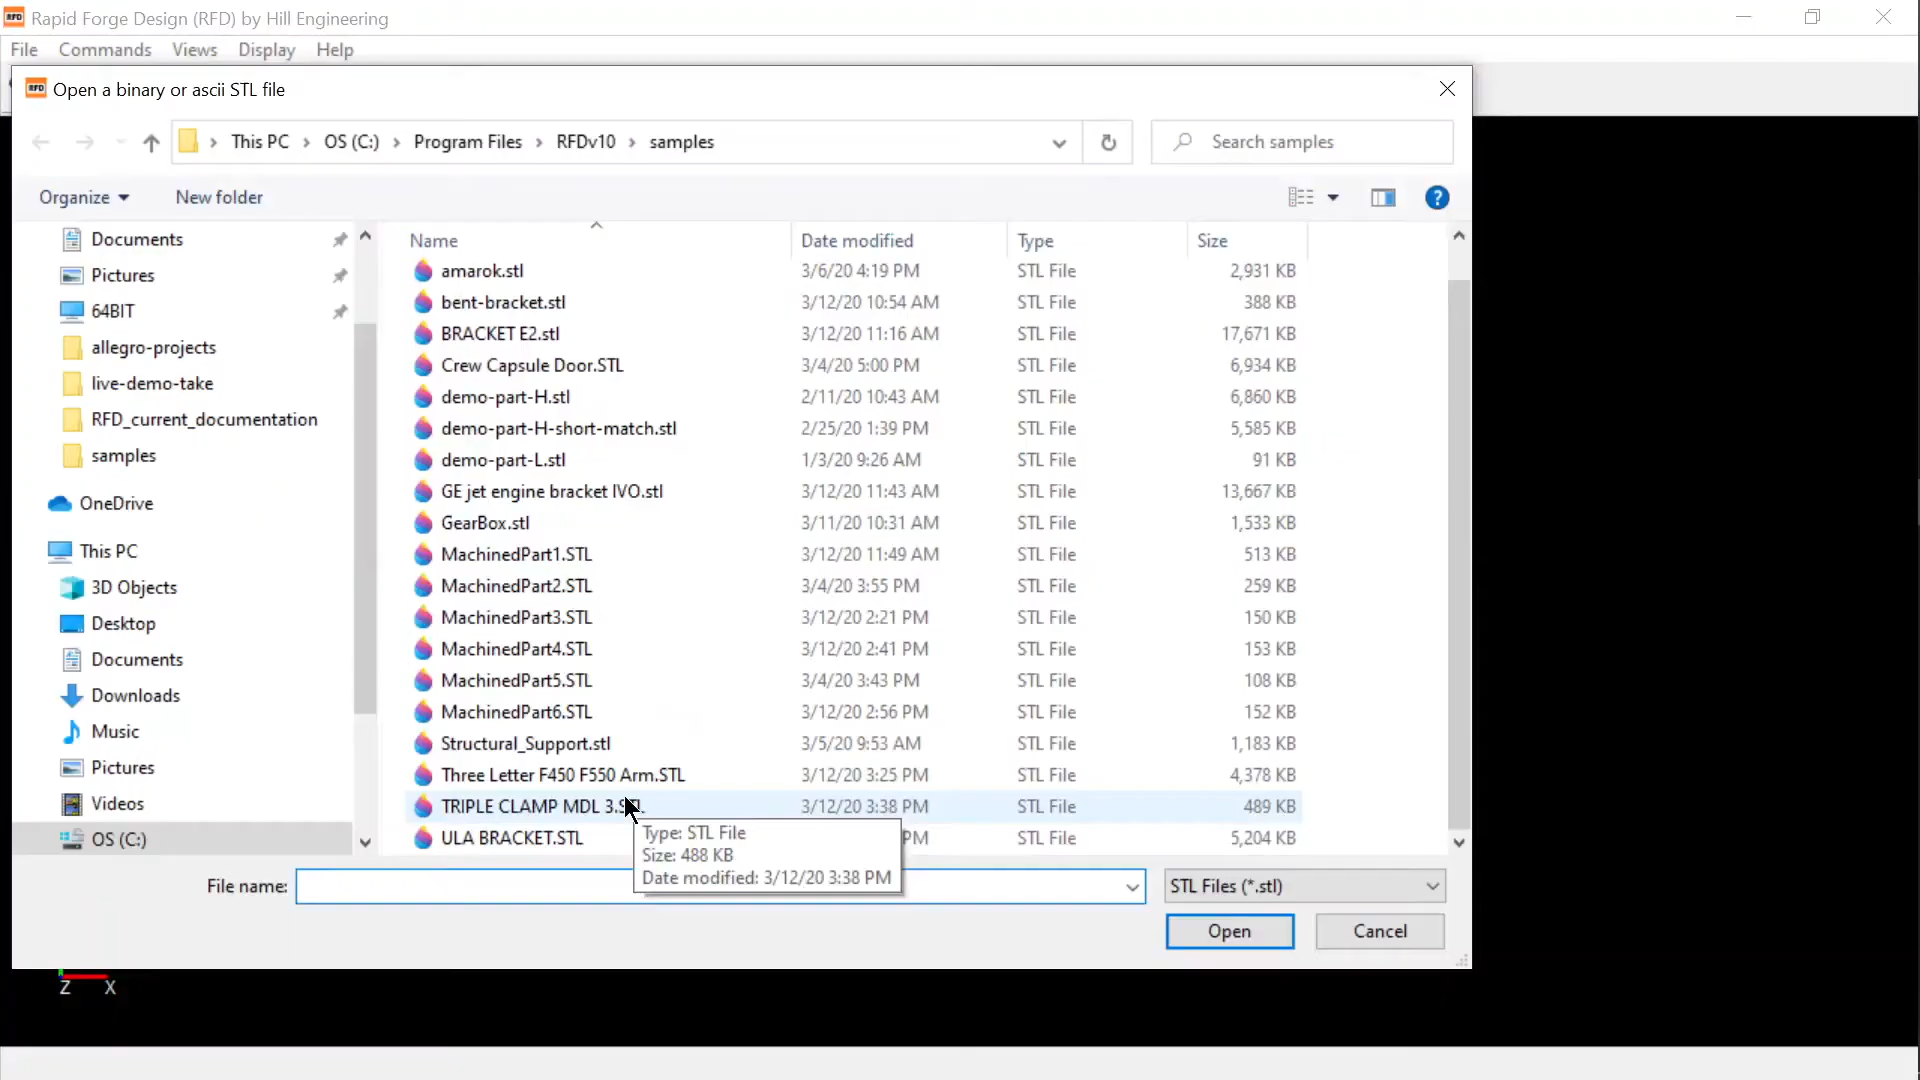 RFD Rapid Forge Design (RFD) by Hill Engineering
File Commands Views Display Help
RFD Open a binary or ascii STL file
This PC OS (C:) Program Files RFDv10 samples Search samples
Organize New folder ?
Name Date modified Type Size
Documents
Pictures
64BIT
allegro-projects
live-demo-take
RFD_current_documentation
samples
OneDrive
This PC
3D Objects
Desktop
Documents
Downloads
Music
Pictures
Videos
OS (C:)
amarok.stl 3/6/20 4:19 PM STL File 2,931 KB
bent-bracket.stl 3/12/20 10:54 AM STL File 388 KB
BRACKET E2.stl 3/12/20 11:16 AM STL File 17,671 KB
Crew Capsule Door.STL 3/4/20 5:00 PM STL File 6,934 KB
demo-part-H.stl 2/11/20 10:43 AM STL File 6,860 KB
demo-part-H-short-match.stl 2/25/20 1:39 PM STL File 5,585 KB
demo-part-L.stl 1/3/20 9:26 AM STL File 91 KB
GE jet engine bracket IVO.stl 3/12/20 11:43 AM STL File 13,667 KB
GearBox.stl 3/11/20 10:31 AM STL File 1,533 KB
MachinedPart1.STL 3/12/20 11:49 AM STL File 513 KB
MachinedPart2.STL 3/4/20 3:55 PM STL File 259 KB
MachinedPart3.STL 3/12/20 2:21 PM STL File 150 KB
MachinedPart4.STL 3/12/20 2:41 PM STL File 153 KB
MachinedPart5.STL 3/4/20 3:43 PM STL File 108 KB
MachinedPart6.STL 3/12/20 2:56 PM STL File 152 KB
Structural_Support.stl 3/5/20 9:53 AM STL File 1,183 KB
Three Letter F450 F550 Arm.STL 3/12/20 3:25 PM STL File 4,378 KB
TRIPLE CLAMP MDL 3.STL 3/12/20 3:38 PM STL File 489 KB
ULA BRACKET.STL PM STL File 5,204 KB
Type: STL File
Size: 488 KB
Date modified: 3/12/20 3:38 PM
File name: STL Files (*.stl)
Open Cancel
Z X